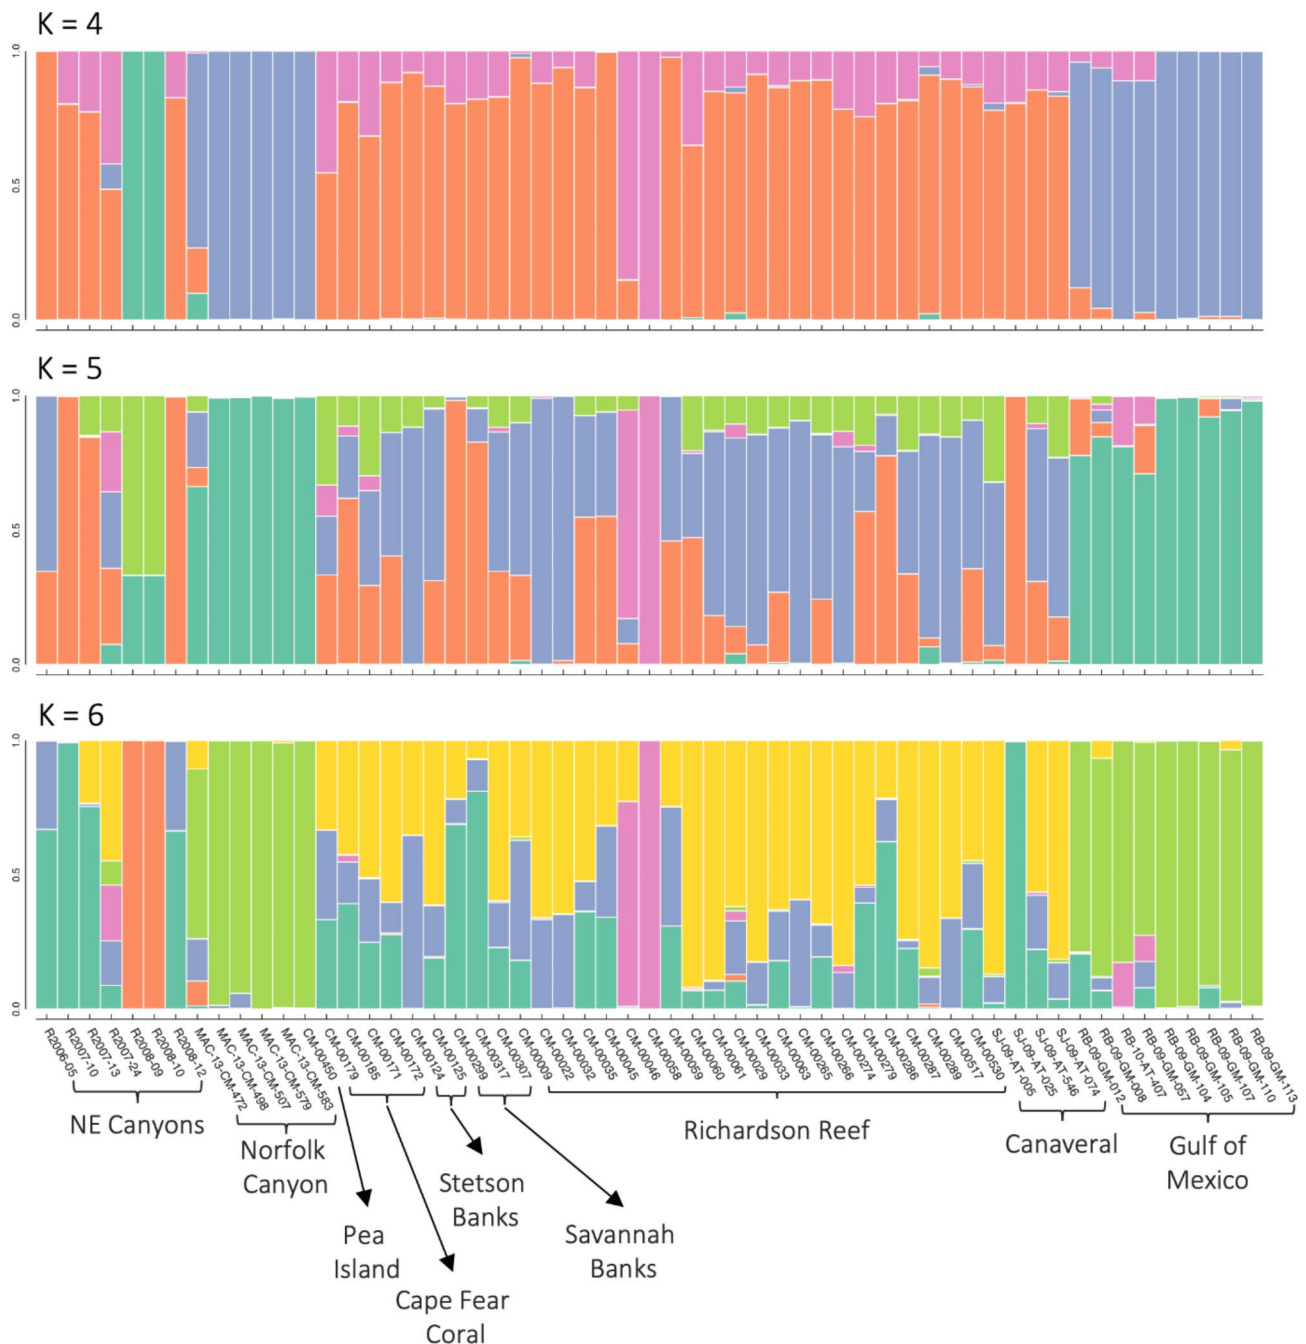 K = 4
1.0
0.5
0.0
K = 5
1.0
0.5
0.0
K = 6
1.0
0.5
0.0
R2006-05
R2007-10
R2007-13
R2007-24
R2008-09
R2008-10
R2008-12
MAC-13-CM-472
MAC-13-CM-498
MAC-13-CM-507
MAC-13-CM-579
MAC-13-CM-583
CM-00450
CM-00179
CM-00185
CM-00171
CM-00172
CM-00124
CM-00125
CM-00299
CM-00317
CM-00307
CM-00009
CM-00022
CM-00032
CM-00035
CM-00045
CM-00046
CM-00058
CM-00059
CM-00060
CM-00061
CM-00029
CM-00033
CM-00063
CM-00265
CM-00266
CM-00274
CM-00279
CM-00286
CM-00287
CM-00289
CM-00517
CM-00530
SJ-09-AT-005
SJ-09-AT-025
SJ-09-AT-546
SJ-09-AT-074
RB-09-GM-012
RB-09-GM-008
RB-10-AT-407
RB-09-GM-057
RB-09-GM-104
RB-09-GM-105
RB-09-GM-107
RB-09-GM-110
RB-09-GM-113
NE Canyons
Norfolk
Canyon
Pea
Island
Cape Fear
Coral
Stetson
Banks
Savannah
Banks
Richardson Reef
Canaveral
Gulf of
Mexico